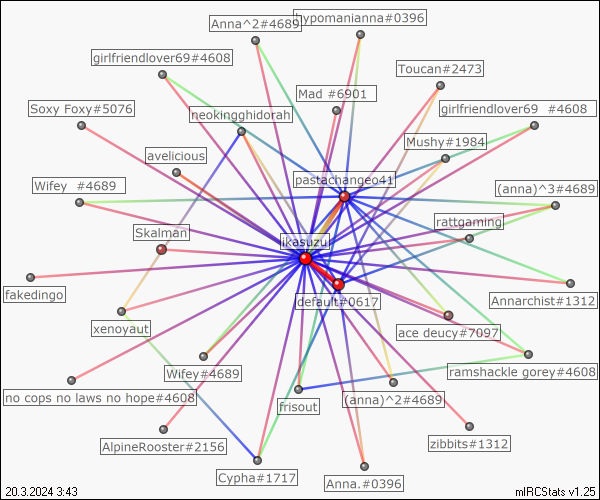 hypomanianna#0396
Anna^2#4689
girlfriendlover69#4608
Toucan#2473
Mad #6901
Soxy Foxy#5076
neokingghidorah
girlfriendlover69 #4608
Mushy#1984
avelicious
pastachangeo41
Wifey #4689
(anna)^3#4689
rattgaming
Skalman
ikasuzu
fakedingo
Annarchist#1312
default#0617
xenoyaut
ace deucy#7097
Wifey#4689
ramshackle gorey#4608
no cops no laws no hope#4608
frisout
(anna)^2#4689
AlpineRooster#2156
zibbits#1312
Cypha#1717
Anna.#0396
20.3.2024 3:43
mIRCStats v1.25